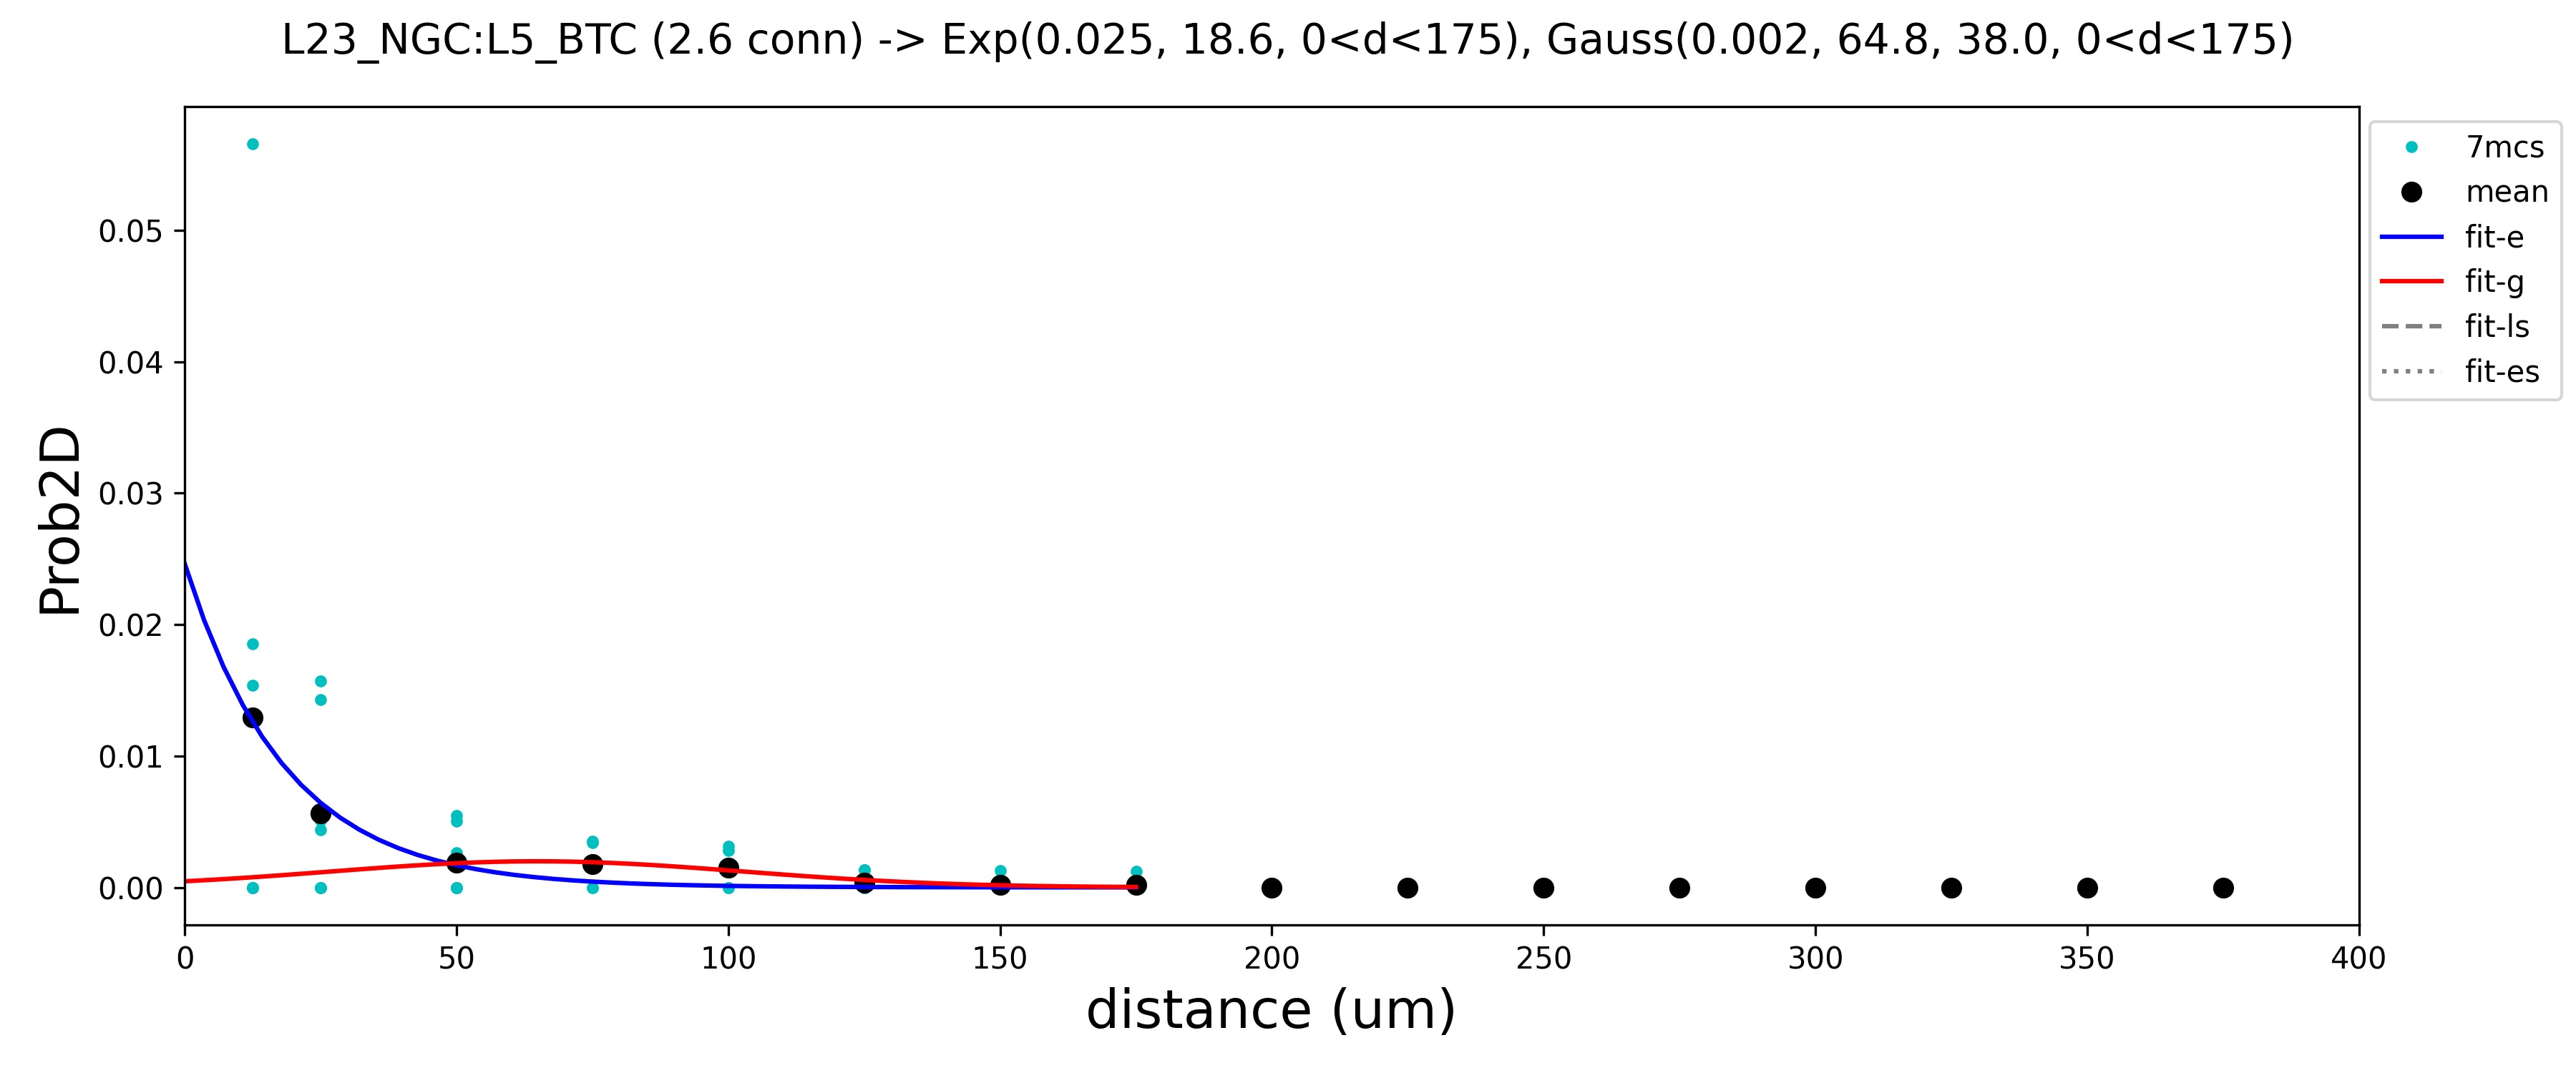 L23_NGC:L5_BTC (2.6 conn) -> Exp(0.025, 18.6, 0<d<175), Gauss(0.002, 64.8, 38.0, 0<d<175)
Prob2D
0.05
0.04
0.03
0.02
0.01
0.00
0 50 100 150 200 250 300 350 400
distance (um)
7mcs
mean
fit-e
fit-g
fit-ls
fit-es